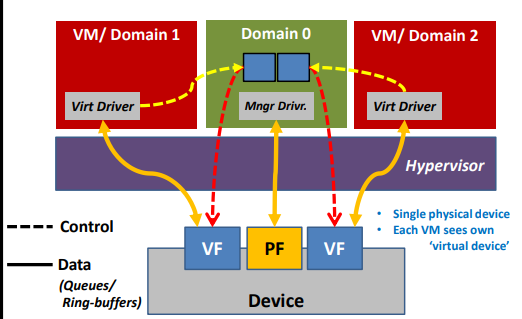 VM/ Domain 1
Domain 0
VM/ Domain 2
Virt Driver
Mngr Drivr.
Virt Driver
Hypervisor
Control
Data
(Queues/
Ring-buffers)
VF
PF
VF
Device
• Single physical device
• Each VM sees own
‘virtual device’